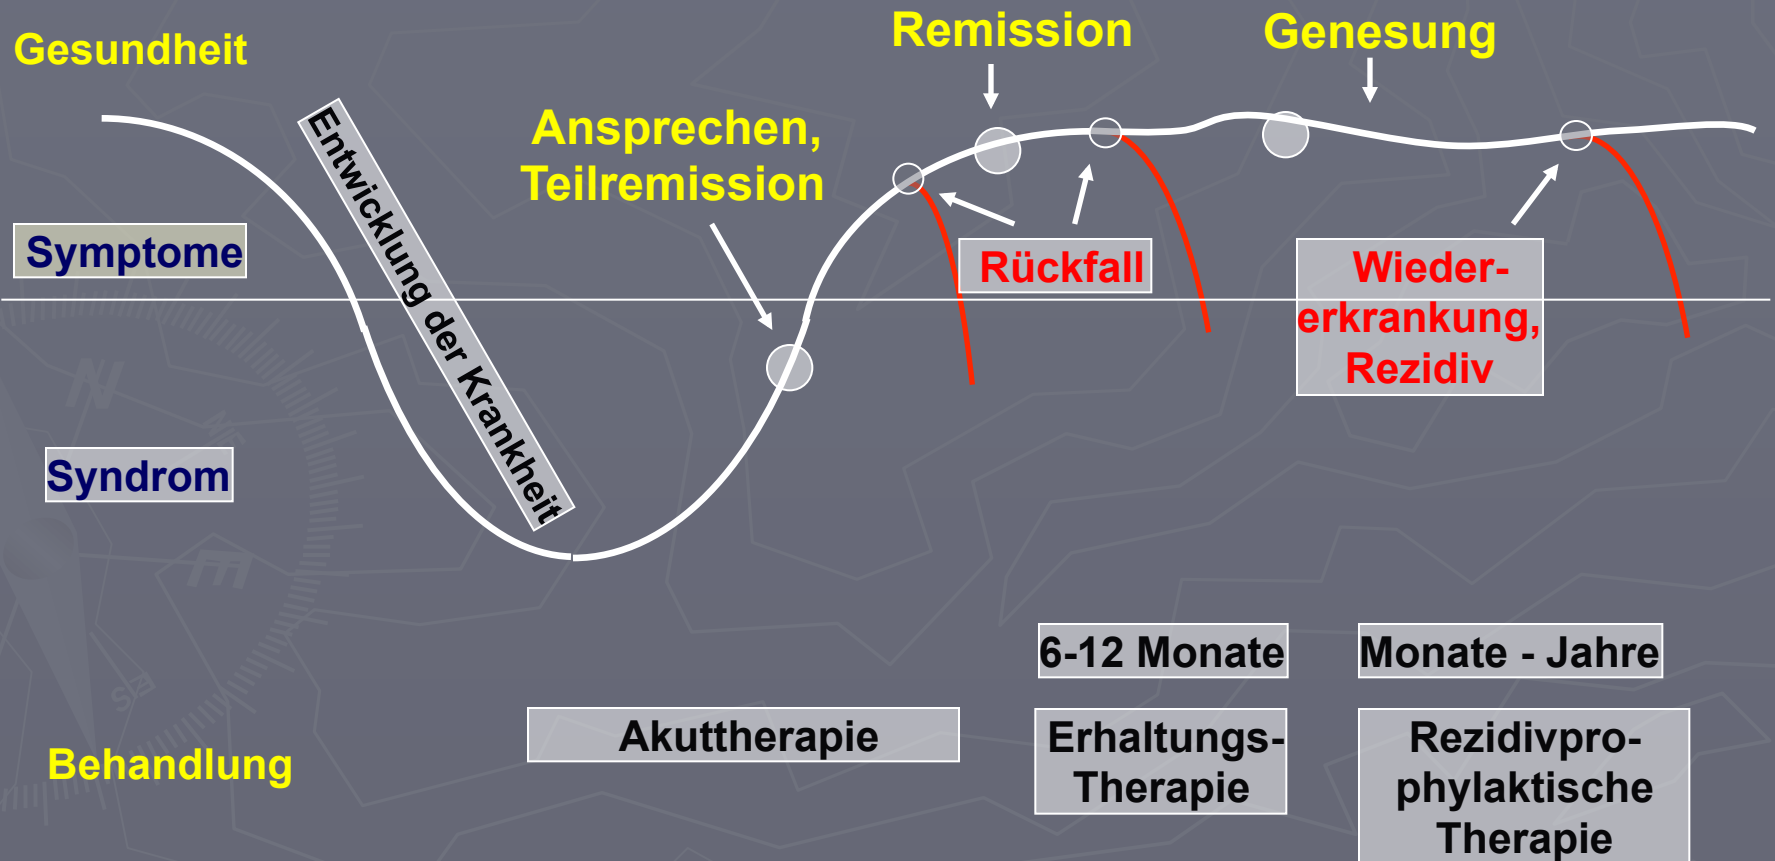 Gesundheit
Remission
Genesung
Entwicklung der Krankheit
Ansprechen,
Teilremission
Symptome
Rückfall
Wieder-
erkrankung,
Rezidiv
Syndrom
N
E
6-12 Monate
Monate - Jahre
Behandlung
Akuttherapie
Erhaltungs-
Therapie
Rezidivpro-
phylaktische
Therapie